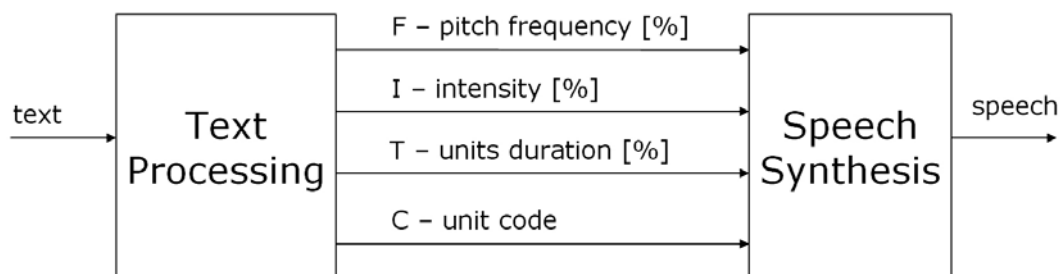 text
Text
Processing
F – pitch frequency [%]
I – intensity [%]
T – units duration [%]
C – unit code
Speech
Synthesis
speech